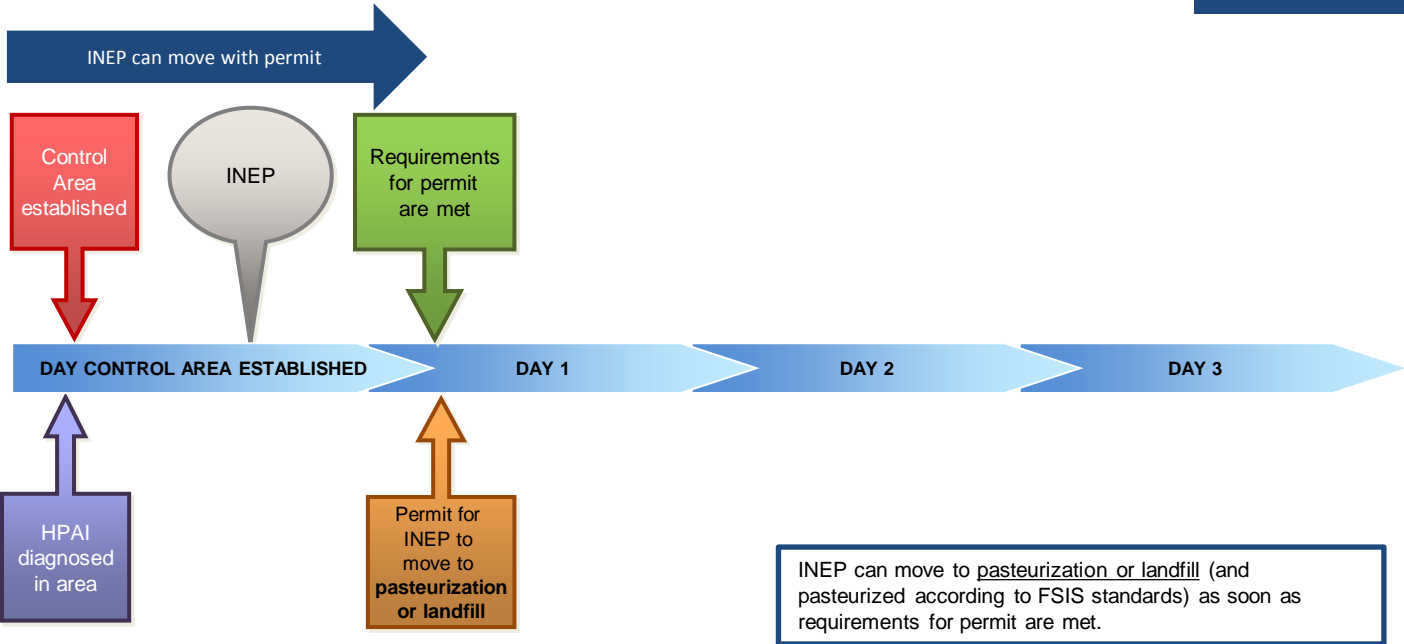 INEP can move with permit
Control
Area
established
INEP
Requirements
for permit
are met
DAY CONTROL AREA ESTABLISHED
DAY 1
DAY 2
DAY 3
HPAI
diagnosed
in area
Permit for
INEP to
move to
pasteurization
or landfill
INEP can move to pasteurization or landfill (and
pasteurized according to FSIS standards) as soon as
requirements for permit are met.